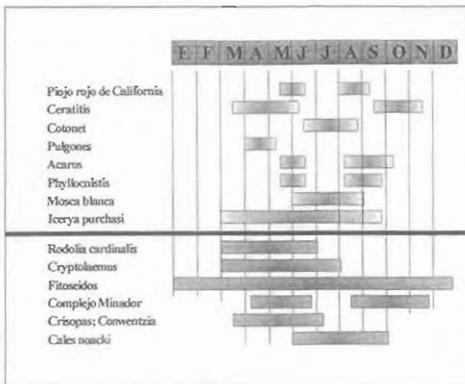 E F M A M J J A S O N D
Piojo rojo de California
Ceratitis
Cotonet
Pulgones
Acaros
Phyllocnistis
Mosca blanca
Icerya purchasi
Rodolia cardinalis
Cryptolaemus
Fitoseidos
Complejo Minador
Crisopas; Conwentzia
Cales noacki